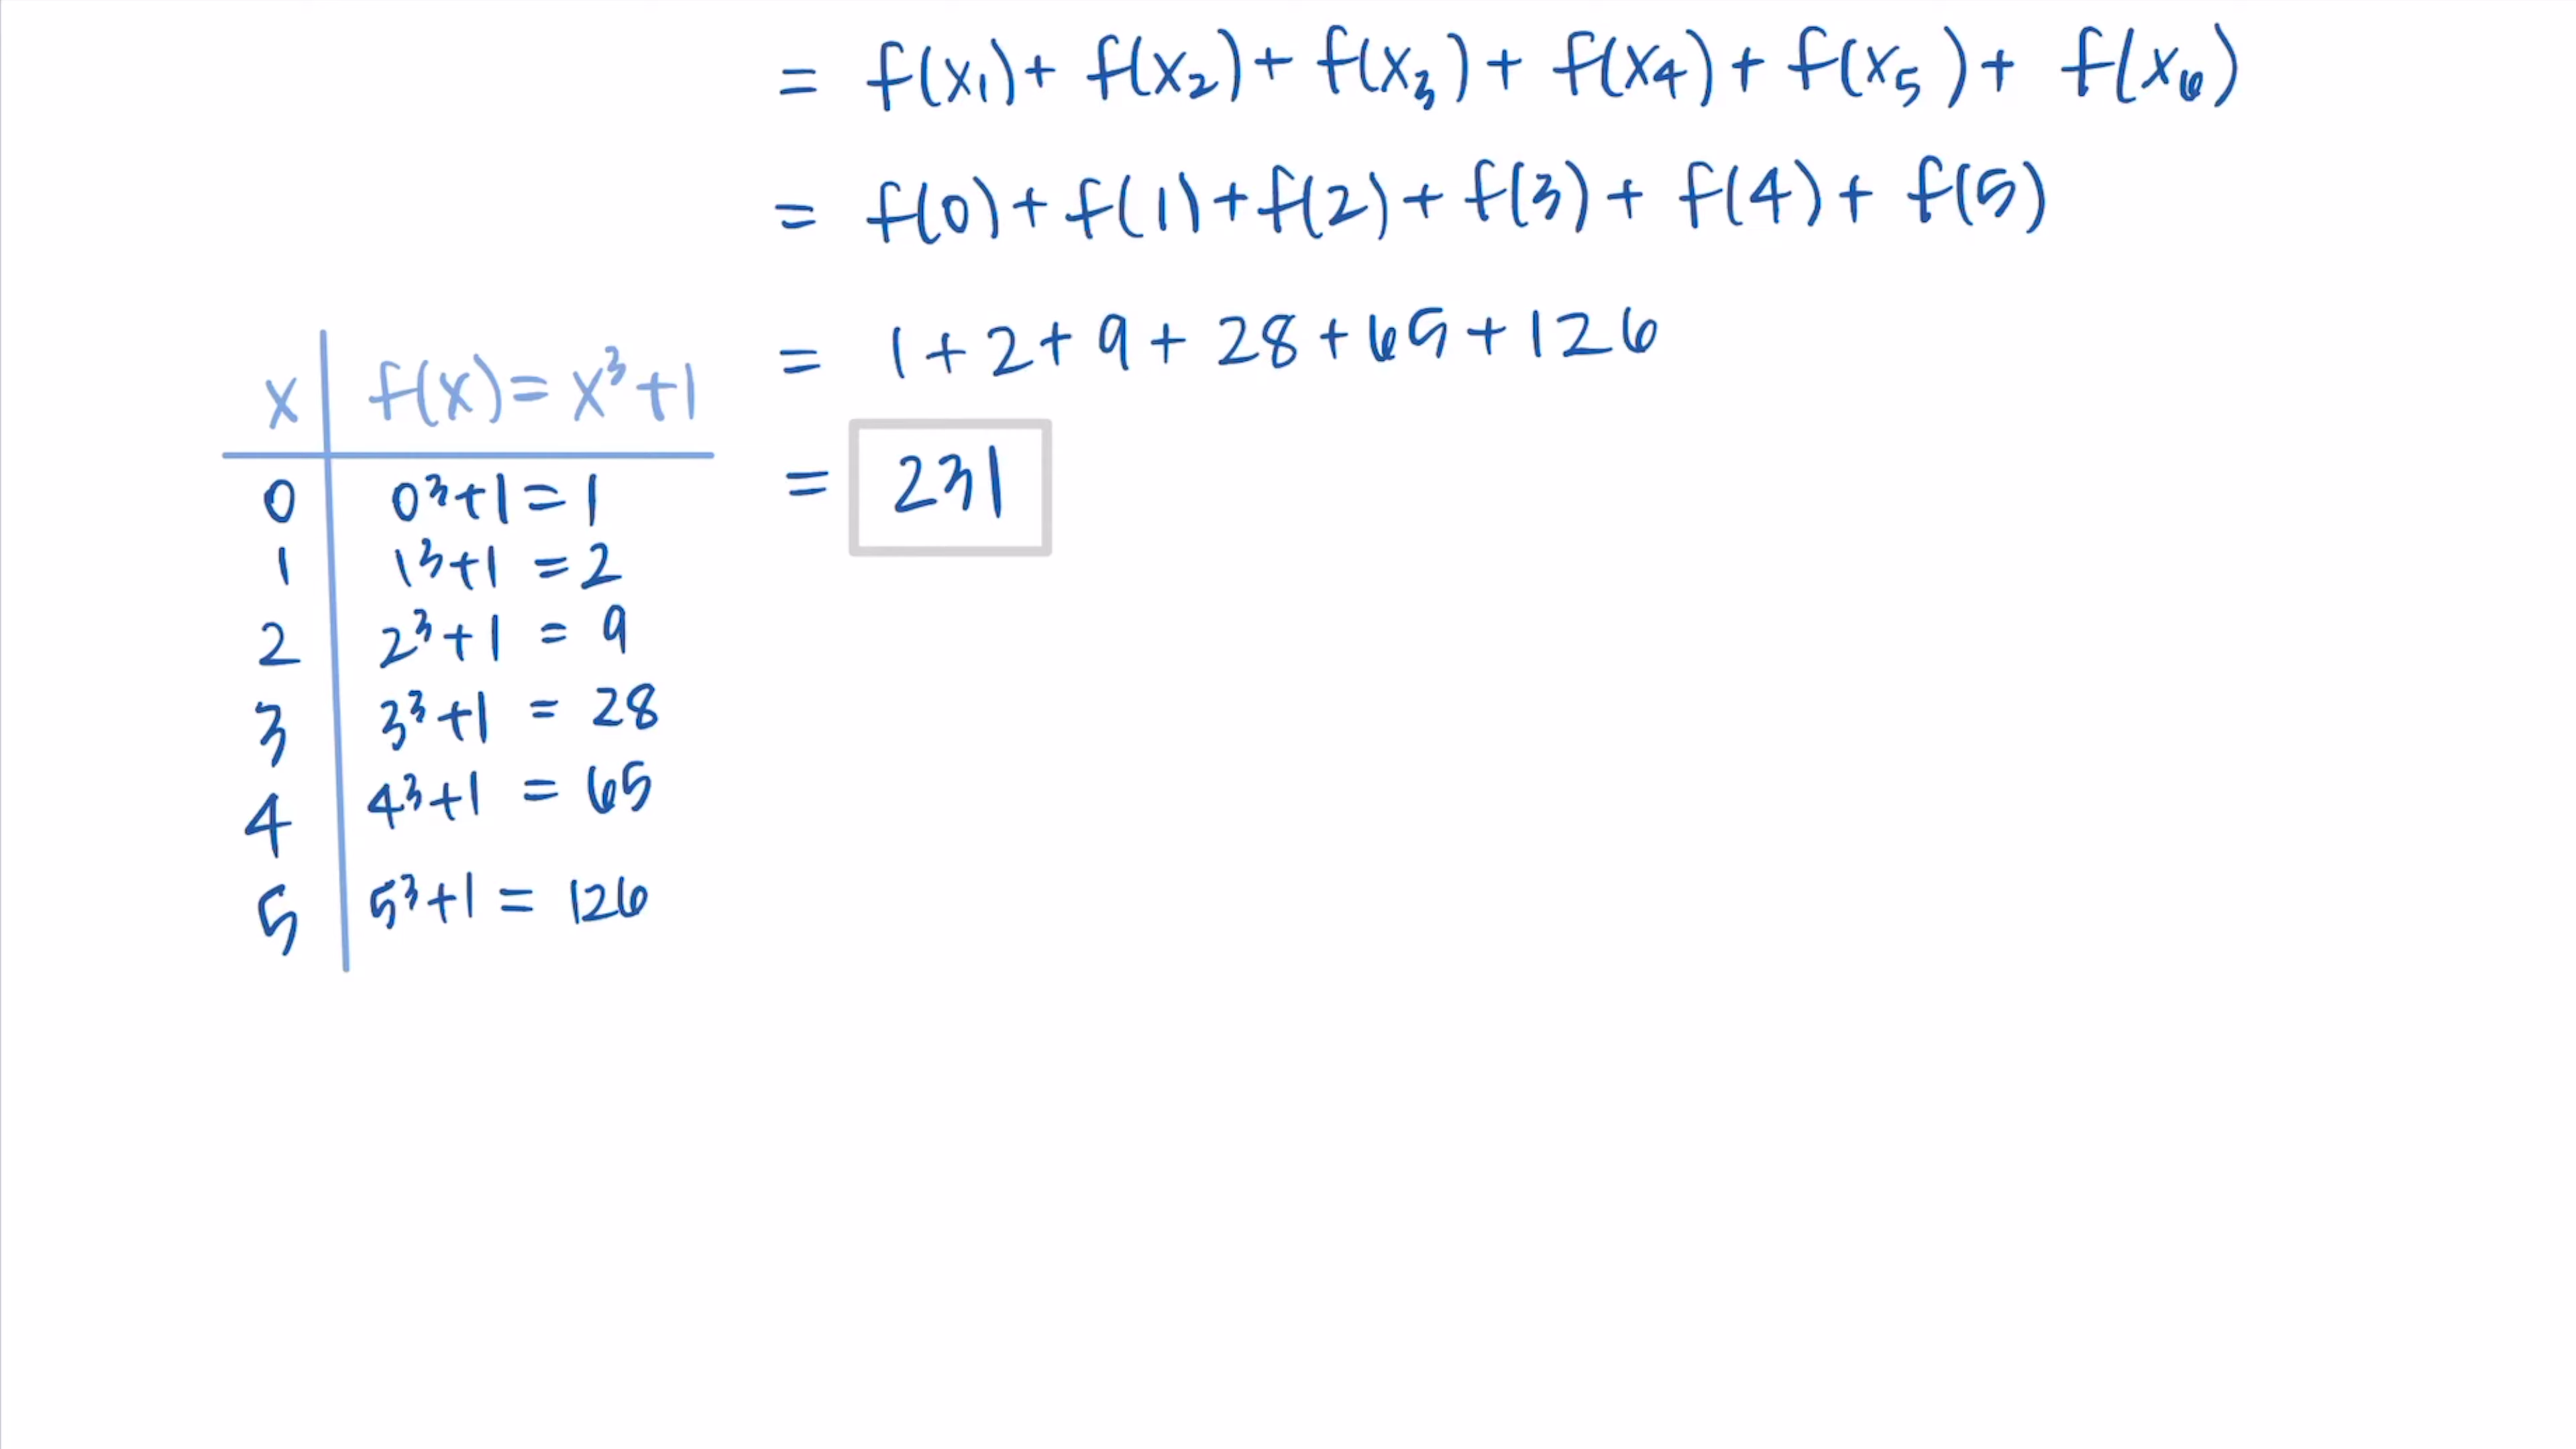 = f(x₁) + f(x₂) + f(x₃) + f(x₄) + f(x₅) + f(x₆)
= f(0) + f(1) + f(2) + f(3) + f(4) + f(5)
= 1 + 2 + 9 + 28 + 65 + 126
= 231
x | f(x) = x³ + 1
0 | 0³ + 1 = 1
1 | 1³ + 1 = 2
2 | 2³ + 1 = 9
3 | 3³ + 1 = 28
4 | 4³ + 1 = 65
5 | 5³ + 1 = 126